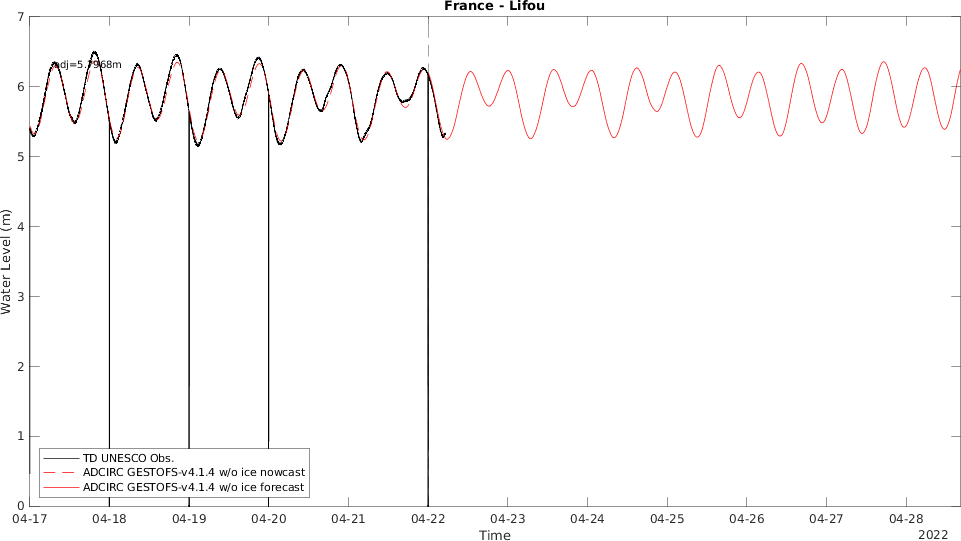 France - Lifou
adj=5.7968m
Water Level (m)
7
6
5
4
3
2
1
0
TD UNESCO Obs.
ADCIRC GESTOFS-v4.1.4 w/o ice nowcast
ADCIRC GESTOFS-v4.1.4 w/o ice forecast
04-17 04-18 04-19 04-20 04-21 04-22 04-23 04-24 04-25 04-26 04-27 04-28
Time
2022